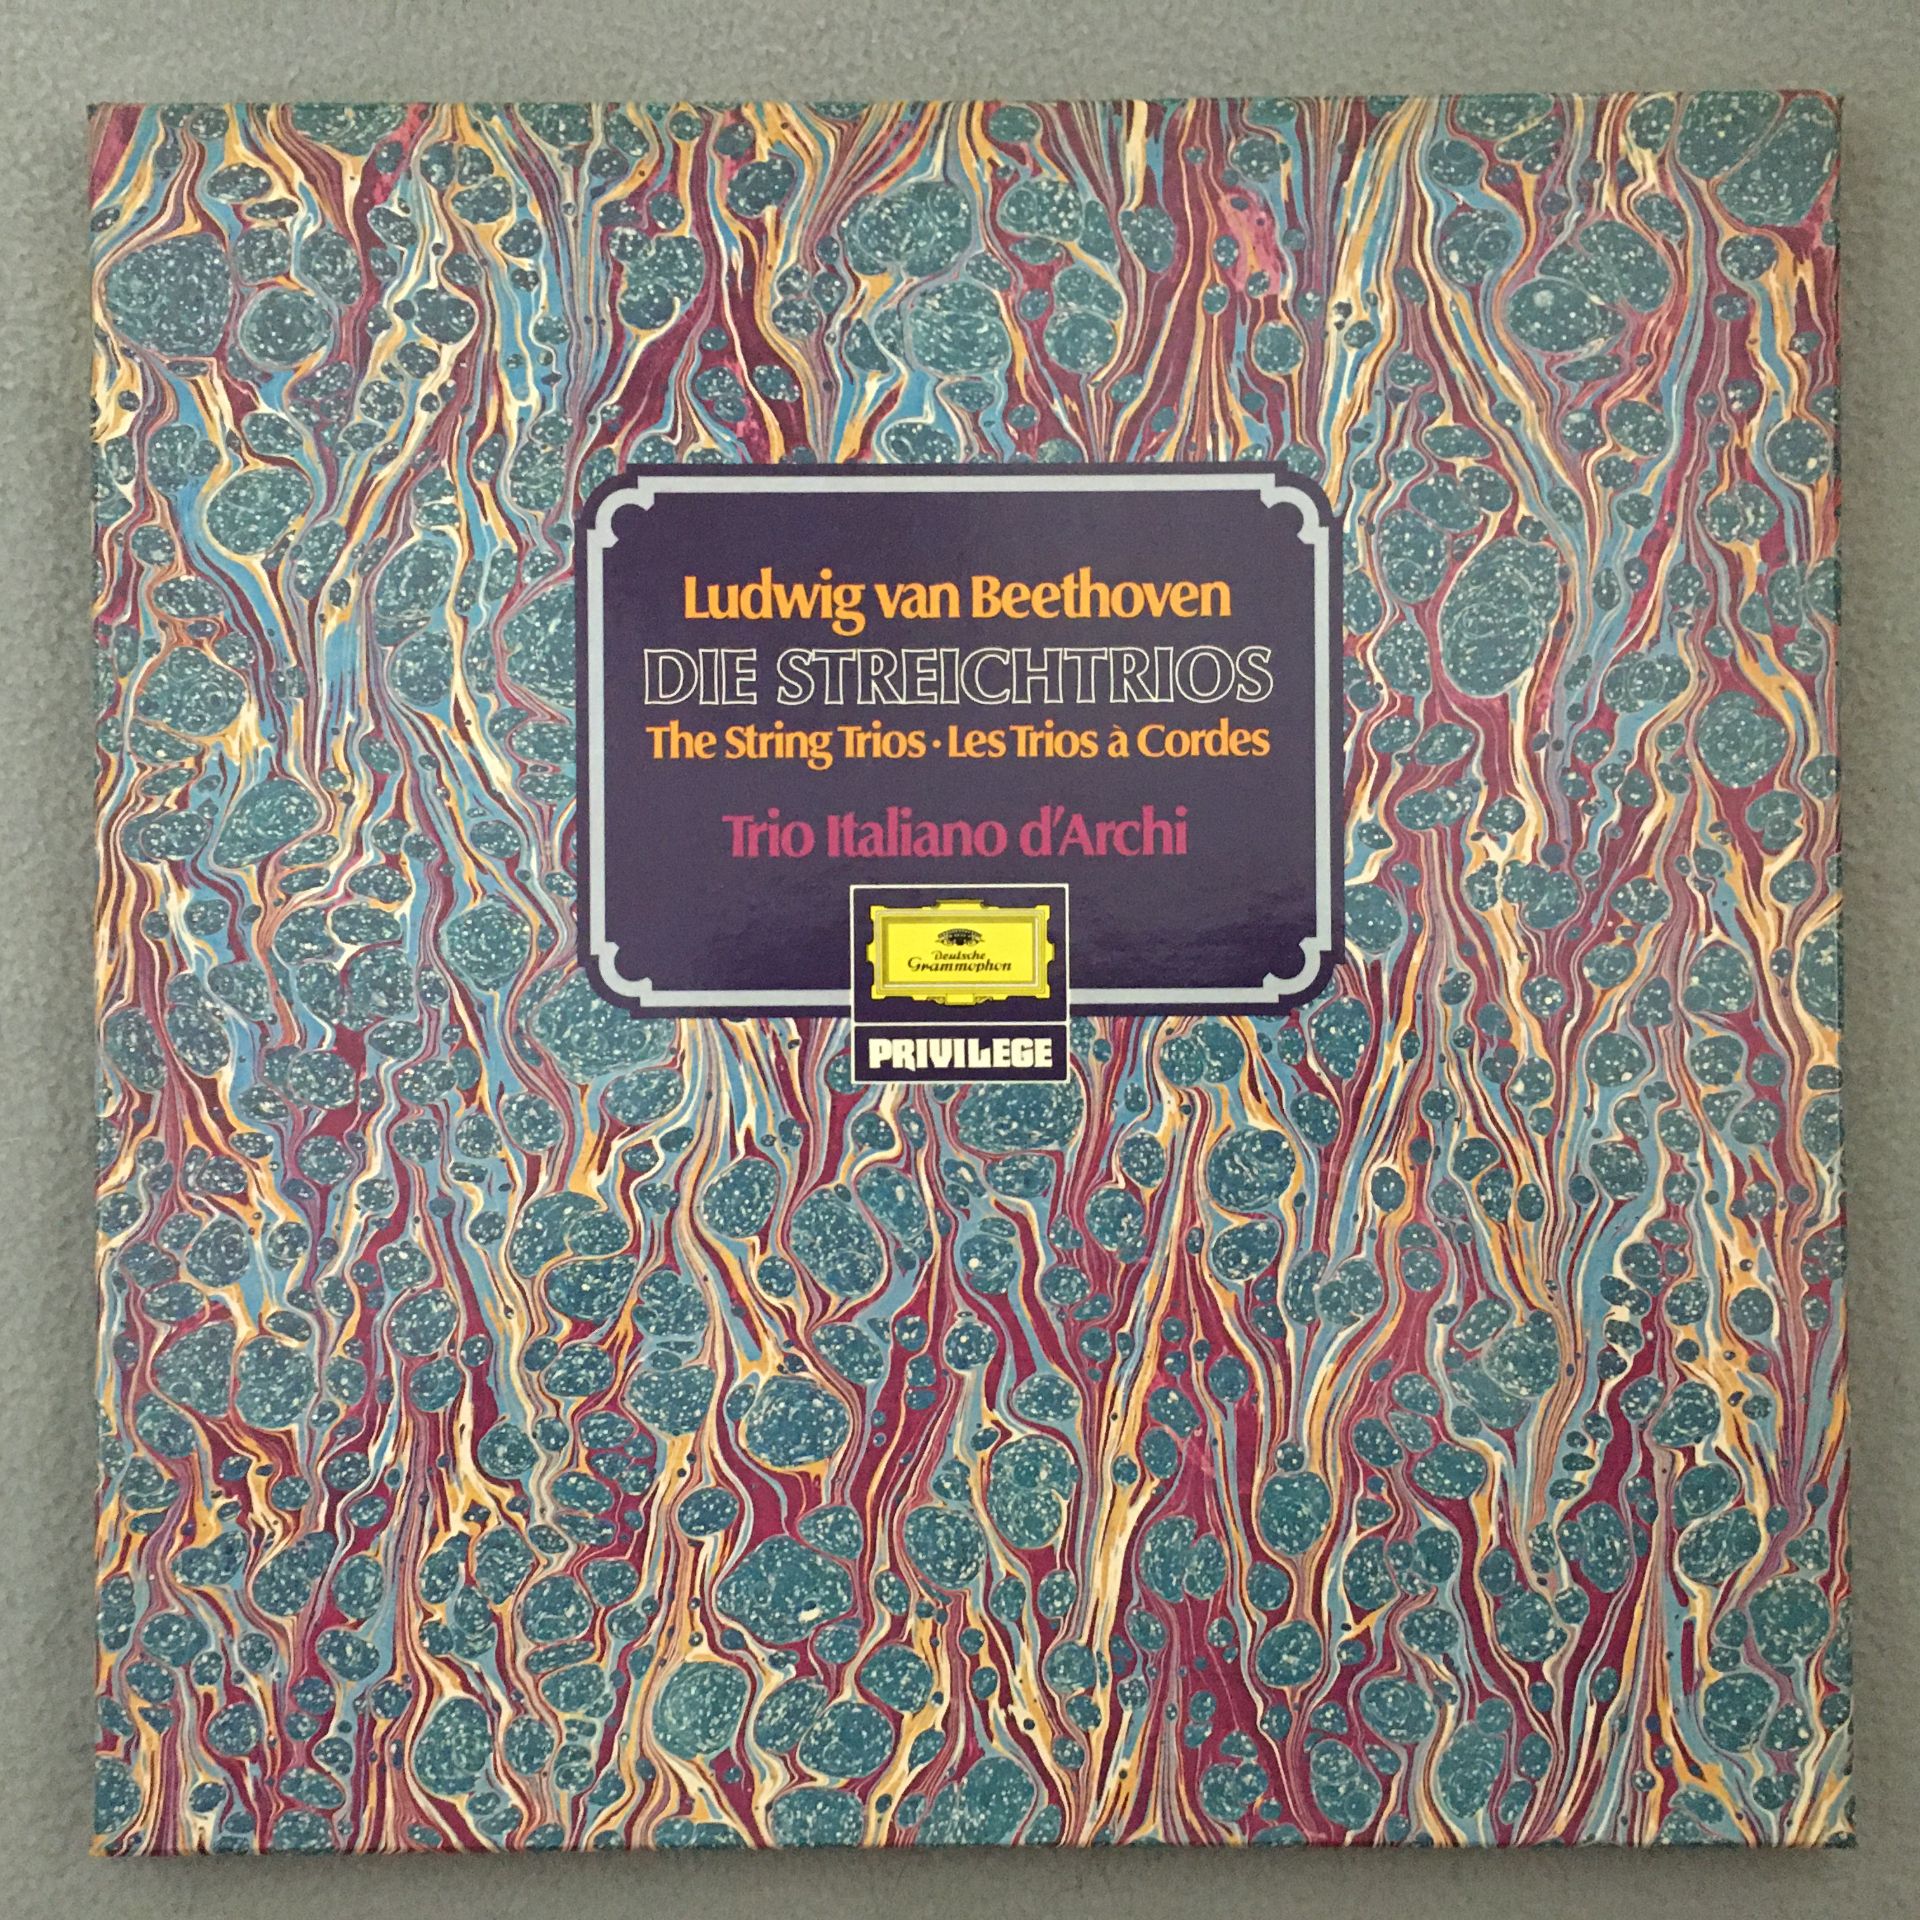 Ludwig van Beethoven
DIE STREICHTRIOS
The String Trios · Les Trios à Cordes
Trio Italiano d'Archi
Deutsche
Grammophon
PRIVILEGE